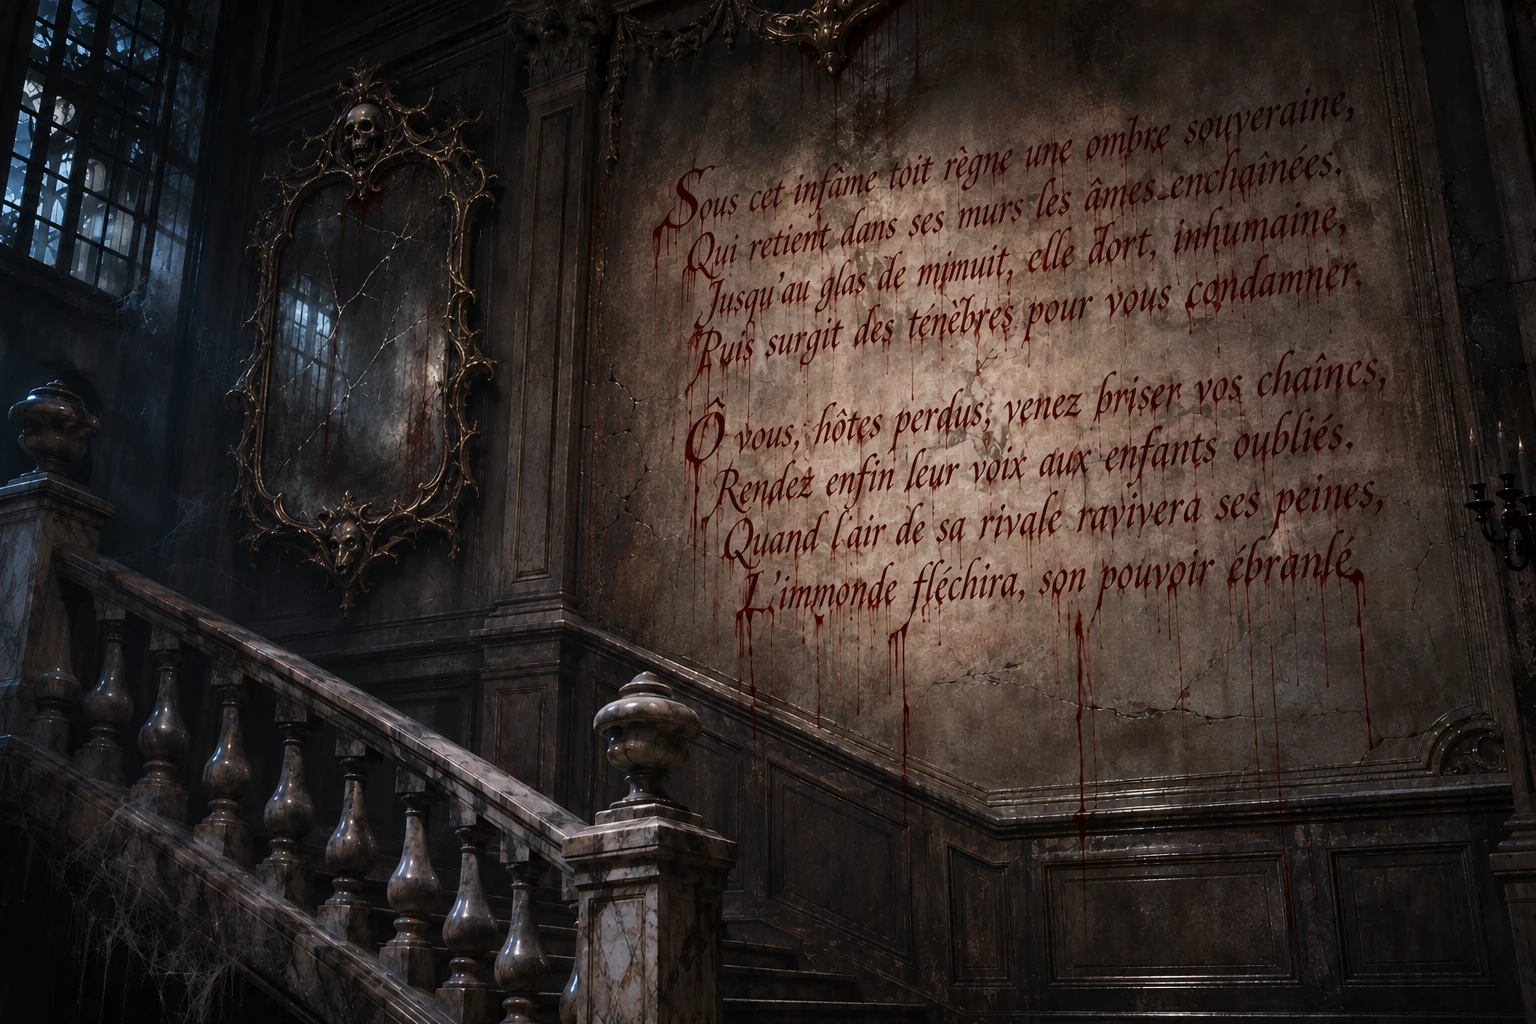 Sous cet infâme toit règne une ombre souveraine,
Qui retient dans ses murs les âmes enchaînées.
Jusqu'au glas de minuit, elle dort, inhumaine,
Puis surgit des ténèbres pour vous condamner.
Ô vous, hôtes perdus, venez briser vos chaînes,
Rendez enfin leur voix aux enfants oubliés.
Quand l'air de sa rivale ravivera ses peines,
L'immonde fléchira, son pouvoir ébranlé